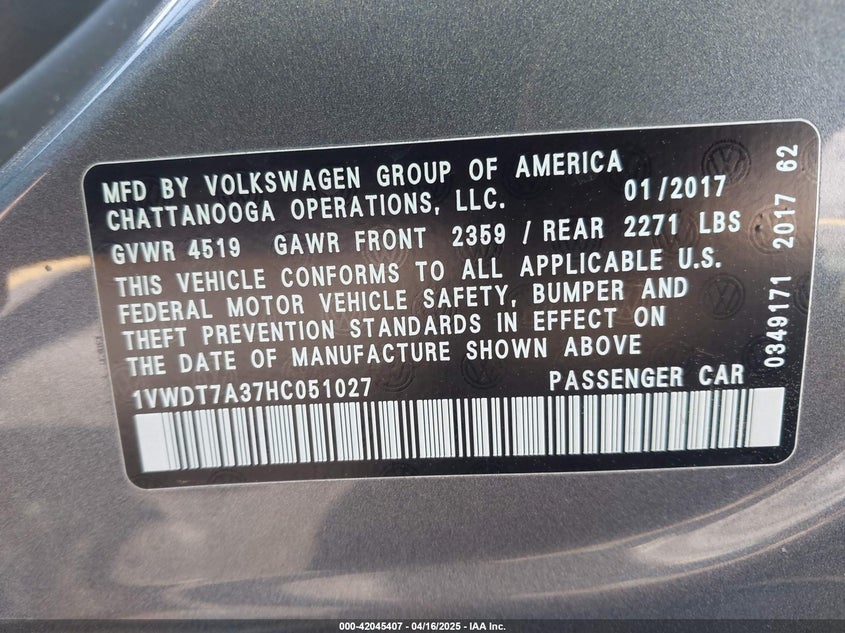 MFD BY VOLKSWAGEN GROUP OF AMERICA
CHATTANOOGA OPERATIONS, LLC. 01/2017
GVWR 4519 GAWR FRONT 2359 / REAR 2271 LBS
THIS VEHICLE CONFORMS TO ALL APPLICABLE U.S.
FEDERAL MOTOR VEHICLE SAFETY, BUMPER AND
THEFT PREVENTION STANDARDS IN EFFECT ON
THE DATE OF MANUFACTURE SHOWN ABOVE
1VWDT7A37HC051027 PASSENGER CAR
0349171 2017 62
000-42045407 - 04/16/2025 - IAA Inc.